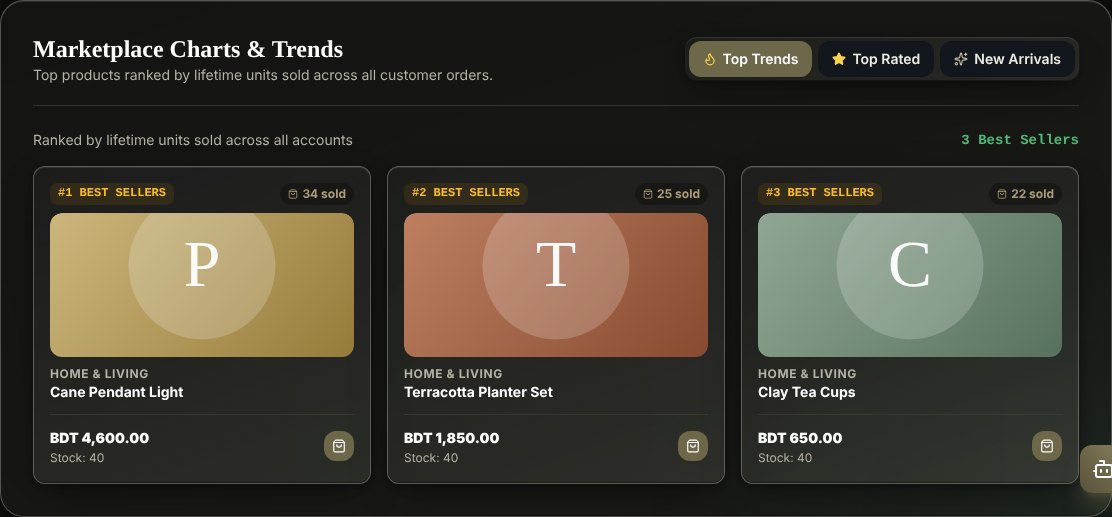 Marketplace Charts & Trends
Top products ranked by lifetime units sold across all customer orders.
Top Trends
Top Rated
New Arrivals
Ranked by lifetime units sold across all accounts
3 Best Sellers
#1 BEST SELLERS
34 sold
P
HOME & LIVING
Cane Pendant Light
BDT 4,600.00
Stock: 40
#2 BEST SELLERS
25 sold
T
HOME & LIVING
Terracotta Planter Set
BDT 1,850.00
Stock: 40
#3 BEST SELLERS
22 sold
C
HOME & LIVING
Clay Tea Cups
BDT 650.00
Stock: 40